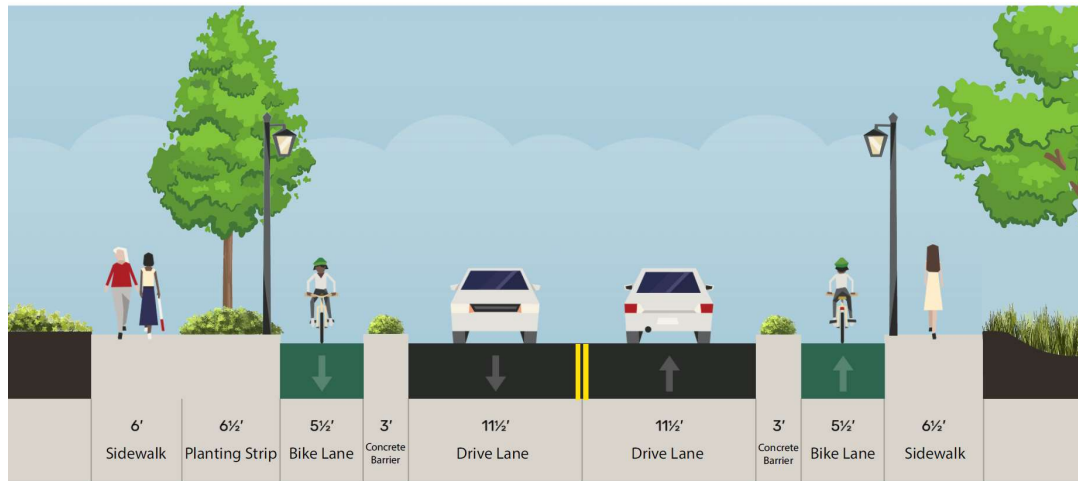 6' 6½' 5½' 3' 11½' 11½' 3' 5½' 6½'
Sidewalk Planting Strip Bike Lane Concrete Barrier Drive Lane Drive Lane Concrete Barrier Bike Lane Sidewalk